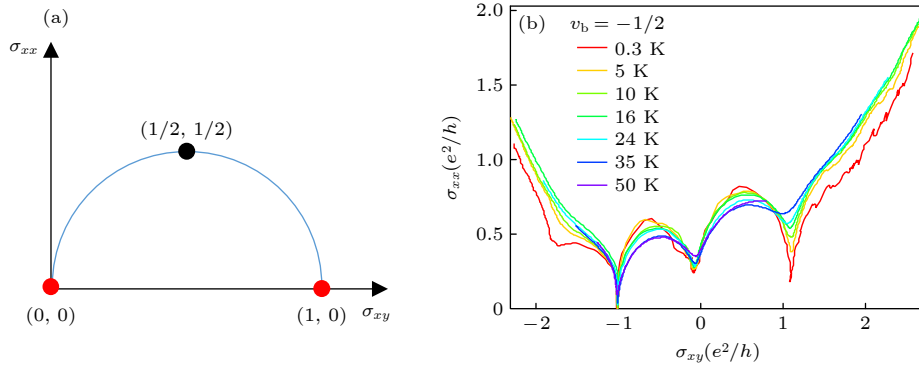 (a)
σxx
(1/2, 1/2)
(0, 0)
(1, 0)
σxy
(b)
νb = −1/2
0.3 K
5 K
10 K
16 K
24 K
35 K
50 K
2.0
1.5
1.0
0.5
0
σxx(e²/h)
−2
−1
0
1
2
σxy(e²/h)